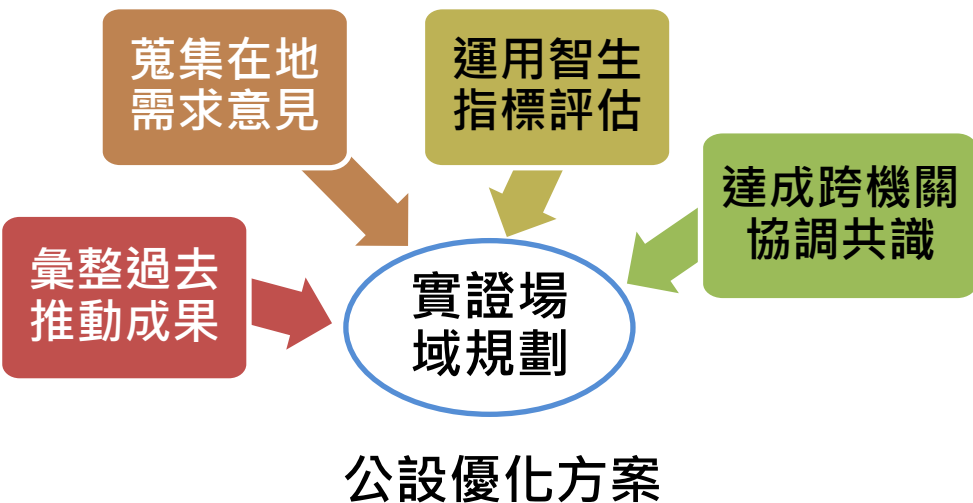 蒐集在地
需求意見
運用智生
指標評估
達成跨機關
協調共識
彙整過去
推動成果
實證場
域規劃
公設優化方案